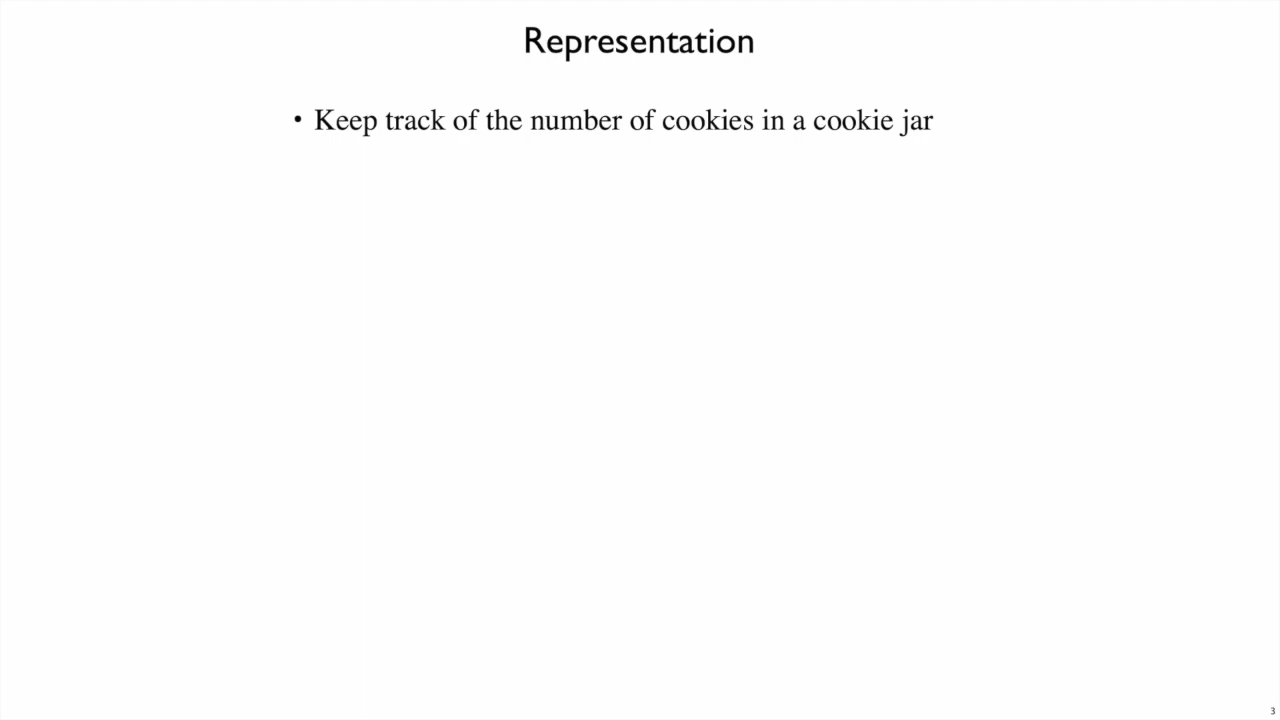 Representation
• Keep track of the number of cookies in a cookie jar
3